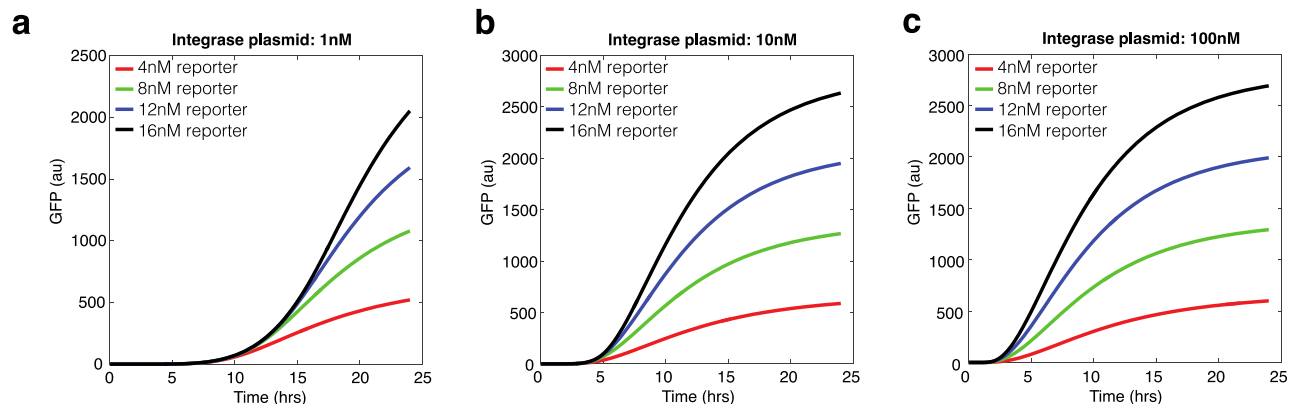 a
Integrase plasmid: 1nM
2500
2000
1500
1000
500
0
GFP (au)
4nM reporter
8nM reporter
12nM reporter
16nM reporter
0 5 10 15 20 25
Time (hrs)
b
Integrase plasmid: 10nM
3000
2500
2000
1500
1000
500
0
GFP (au)
4nM reporter
8nM reporter
12nM reporter
16nM reporter
0 5 10 15 20 25
Time (hrs)
c
Integrase plasmid: 100nM
3000
2500
2000
1500
1000
500
0
GFP (au)
4nM reporter
8nM reporter
12nM reporter
16nM reporter
0 5 10 15 20 25
Time (hrs)